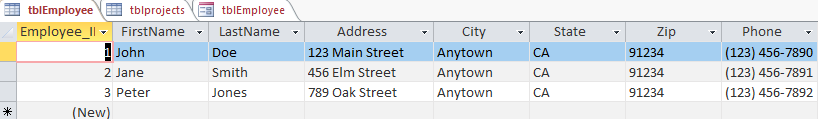 tblEmployee tblprojects tblEmployee
Employee_II FirstName LastName Address City State Zip Phone
1 John Doe 123 Main Street Anytown CA 91234 (123) 456-7890
2 Jane Smith 456 Elm Street Anytown CA 91234 (123) 456-7891
3 Peter Jones 789 Oak Street Anytown CA 91234 (123) 456-7892
(New)